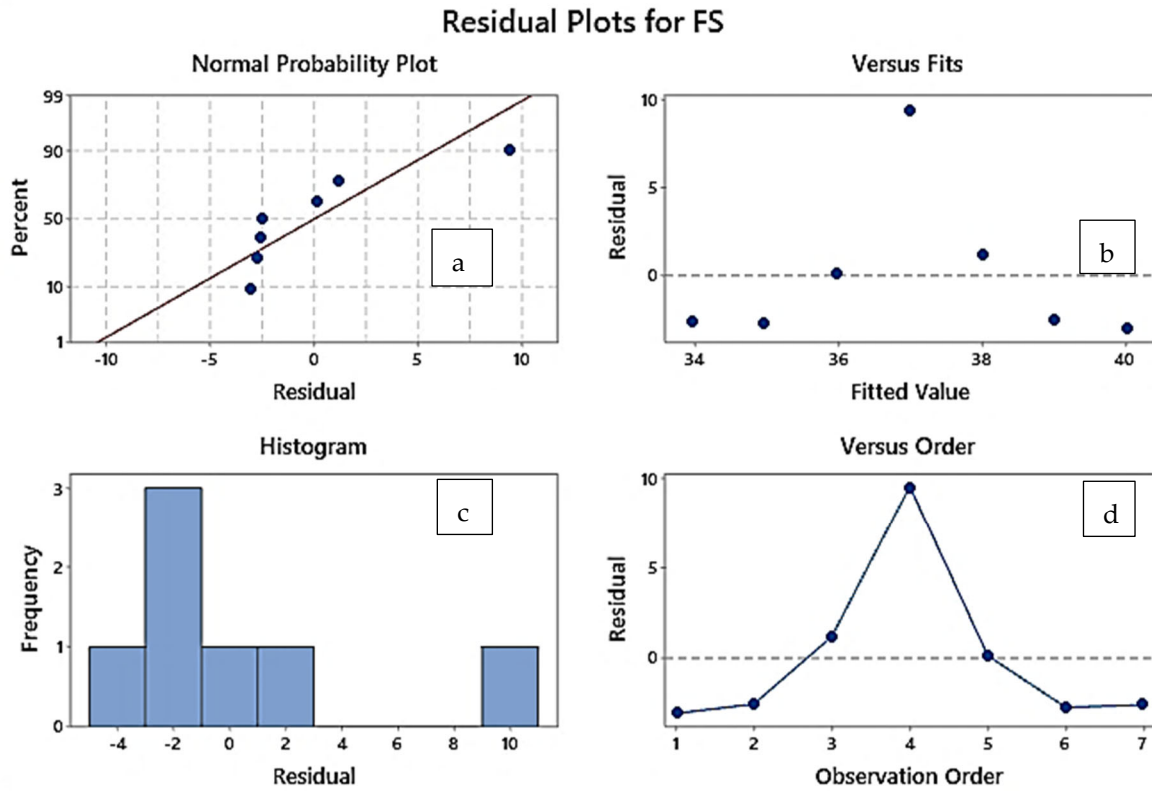 Residual Plots for FS
Normal Probability Plot
99
90
50
10
1
Percent
-10 -5 0 5 10
Residual
a
Versus Fits
10
5
0
Residual
34 36 38 40
Fitted Value
b
Histogram
3
2
1
0
Frequency
-4 -2 0 2 4 6 8 10
Residual
c
Versus Order
10
5
0
Residual
1 2 3 4 5 6 7
Observation Order
d